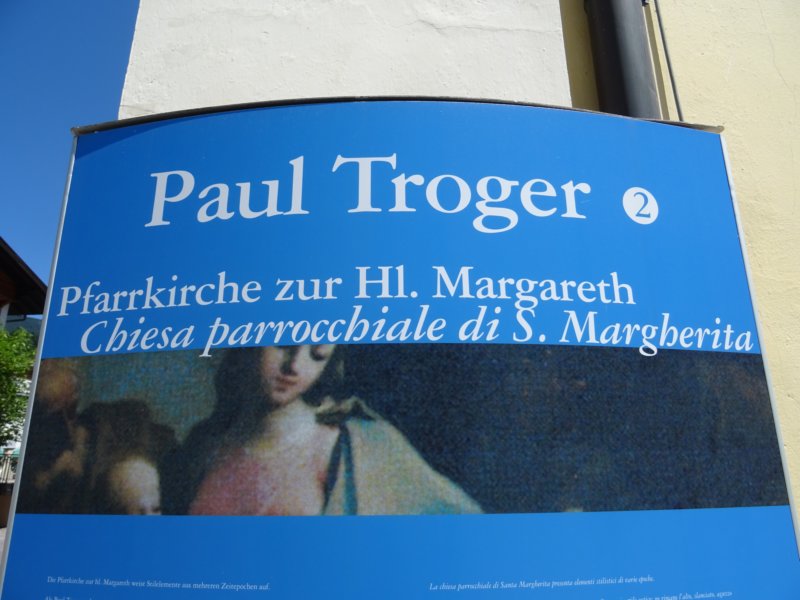 Paul Troger 2
Pfarrkirche zur Hl. Margareth
Chiesa parrocchiale di S. Margherita
Die Pfarrkirche zur hl. Margareth weist Stilelemente aus mehreren Zeitepochen auf.
La chiesa parrocchiale di Santa Margherita presenta elementi stilistici di varie epoche.